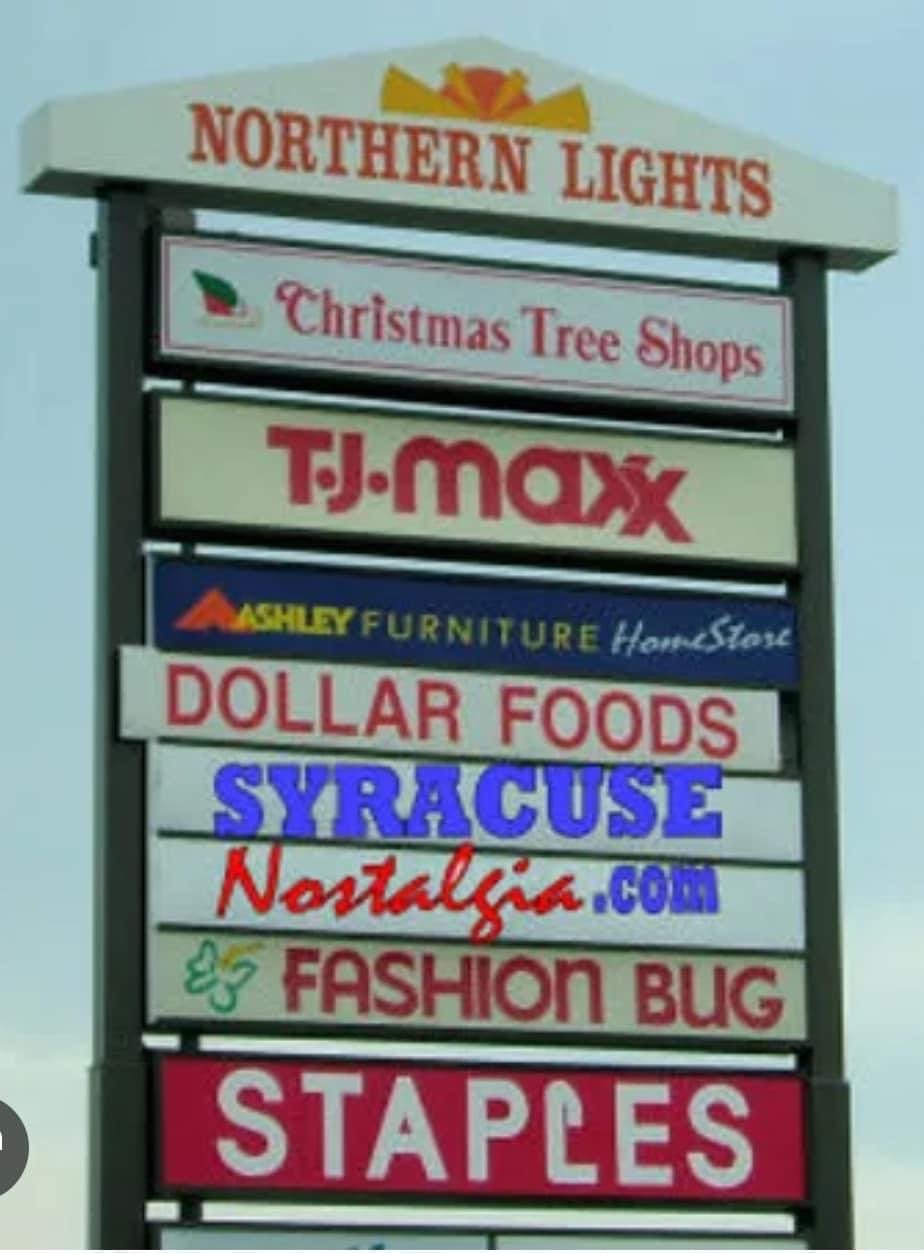 NORTHERN LIGHTS
Christmas Tree Shops
T.J.maxx
ASHLEY FURNITURE HomeStore
DOLLAR FOODS
SYRACUSE
Nostalgia.com
FASHION BUG
STAPLES